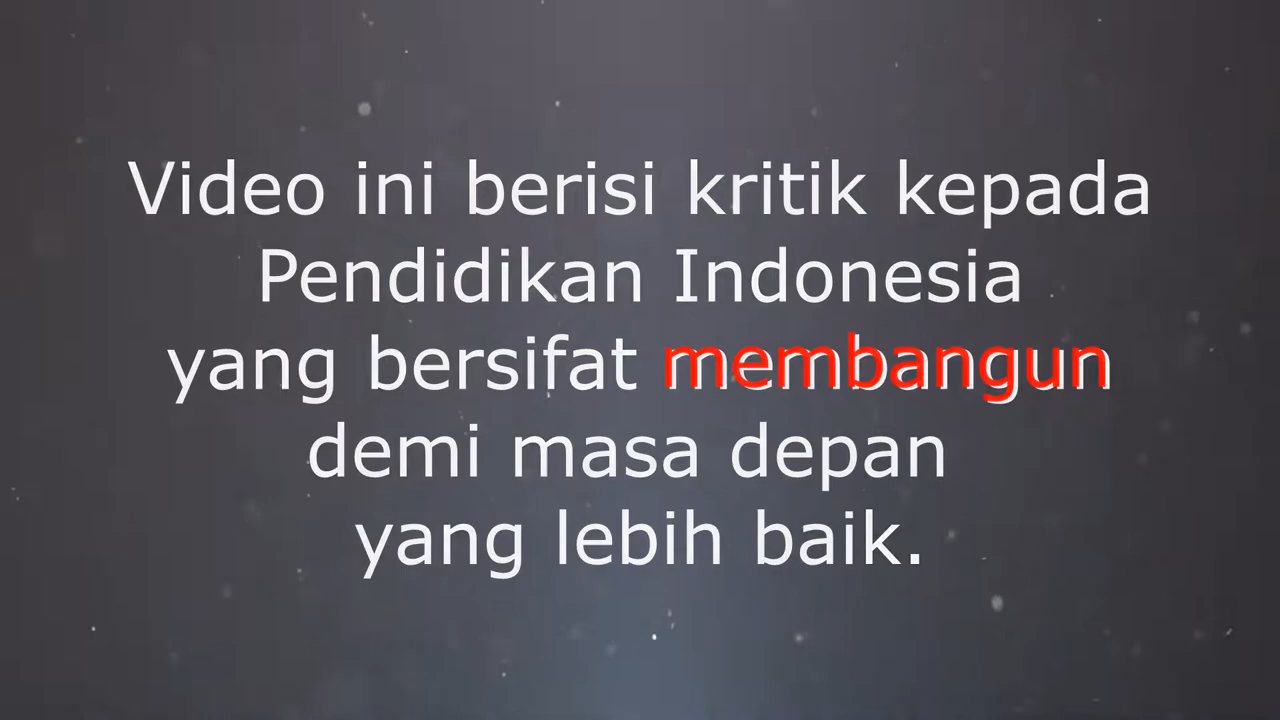 Video ini berisi kritik kepada
Pendidikan Indonesia
yang bersifat membangun
demi masa depan
yang lebih baik.